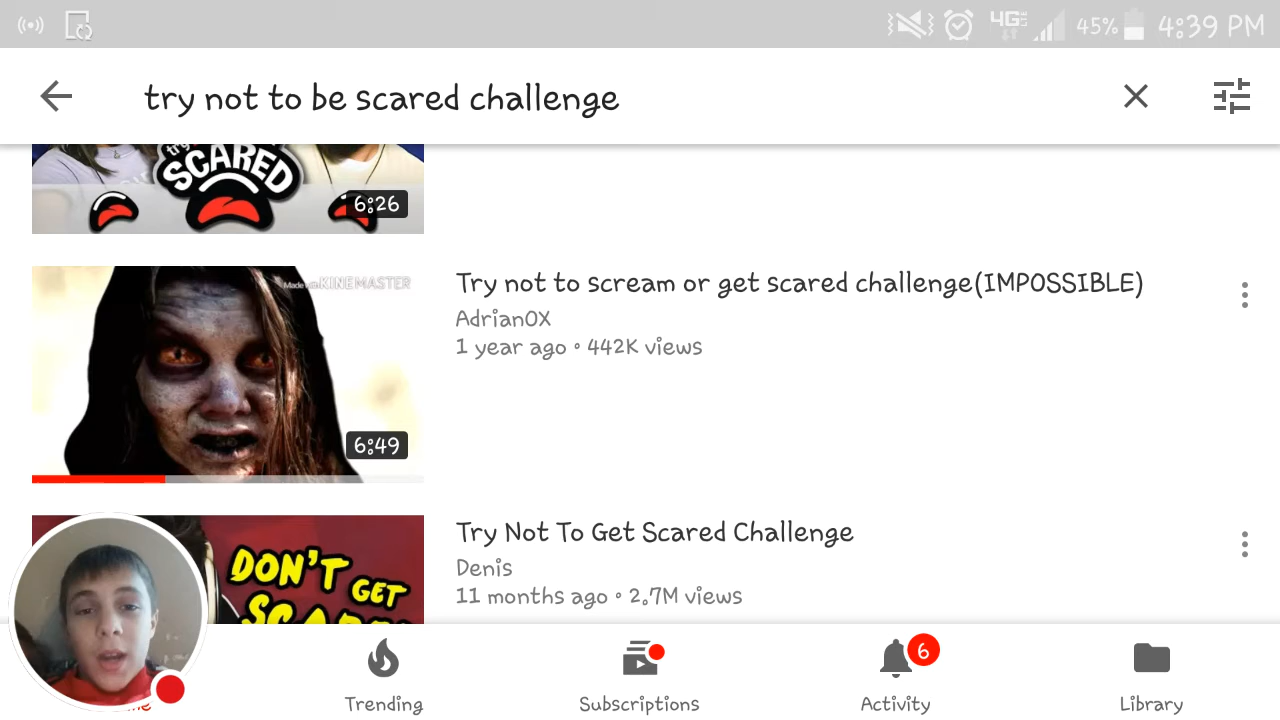 4G 45% 4:39 PM
try not to be scared challenge
try
SCARED
6:26
Made with KINEMASTER
Try not to scream or get scared challenge(IMPOSSIBLE)
AdrianOX
1 year ago • 442K views
6:49
Try Not To Get Scared Challenge
Denis
11 months ago • 2.7M views
DON'T GET
6
Trending Subscriptions Activity Library